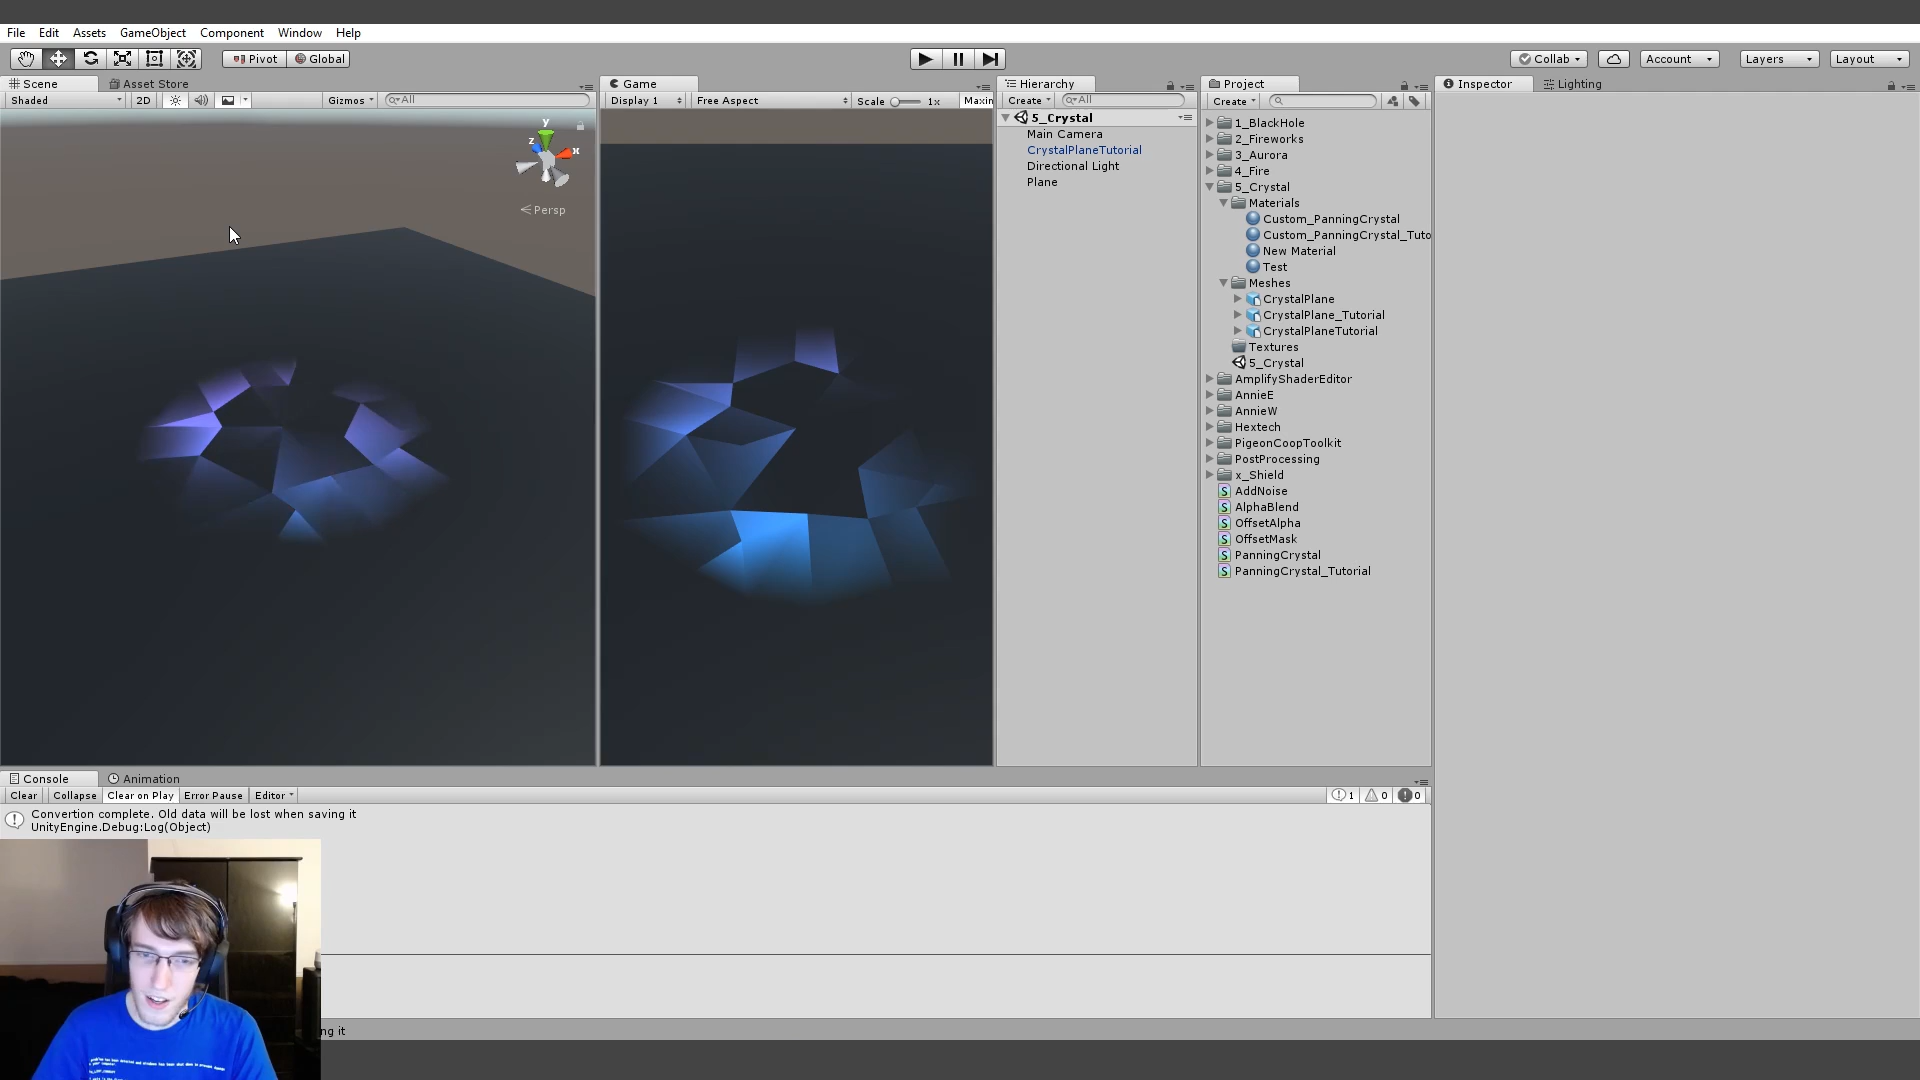 File Edit Assets GameObject Component Window Help
Pivot Global Collab Account Layers Layout
Scene Asset Store
Shaded 2D Gizmos All
y
z x
Persp
Game
Display 1 Free Aspect Scale 1x Maxin
Hierarchy
Create All
5_Crystal
Main Camera
CrystalPlaneTutorial
Directional Light
Plane
Project
Create
1_BlackHole
2_Fireworks
3_Aurora
4_Fire
5_Crystal
Materials
Custom_PanningCrystal
Custom_PanningCrystal_Tuto
New Material
Test
Meshes
CrystalPlane
CrystalPlane_Tutorial
CrystalPlaneTutorial
Textures
5_Crystal
AmplifyShaderEditor
AnnieE
AnnieW
Hextech
PigeonCoopToolkit
PostProcessing
x_Shield
AddNoise
AlphaBlend
OffsetAlpha
OffsetMask
PanningCrystal
PanningCrystal_Tutorial
Inspector Lighting
Console Animation
Clear Collapse Clear on Play Error Pause Editor 1 0 0
Convertion complete. Old data will be lost when saving it
UnityEngine.Debug:Log(Object)
ng it